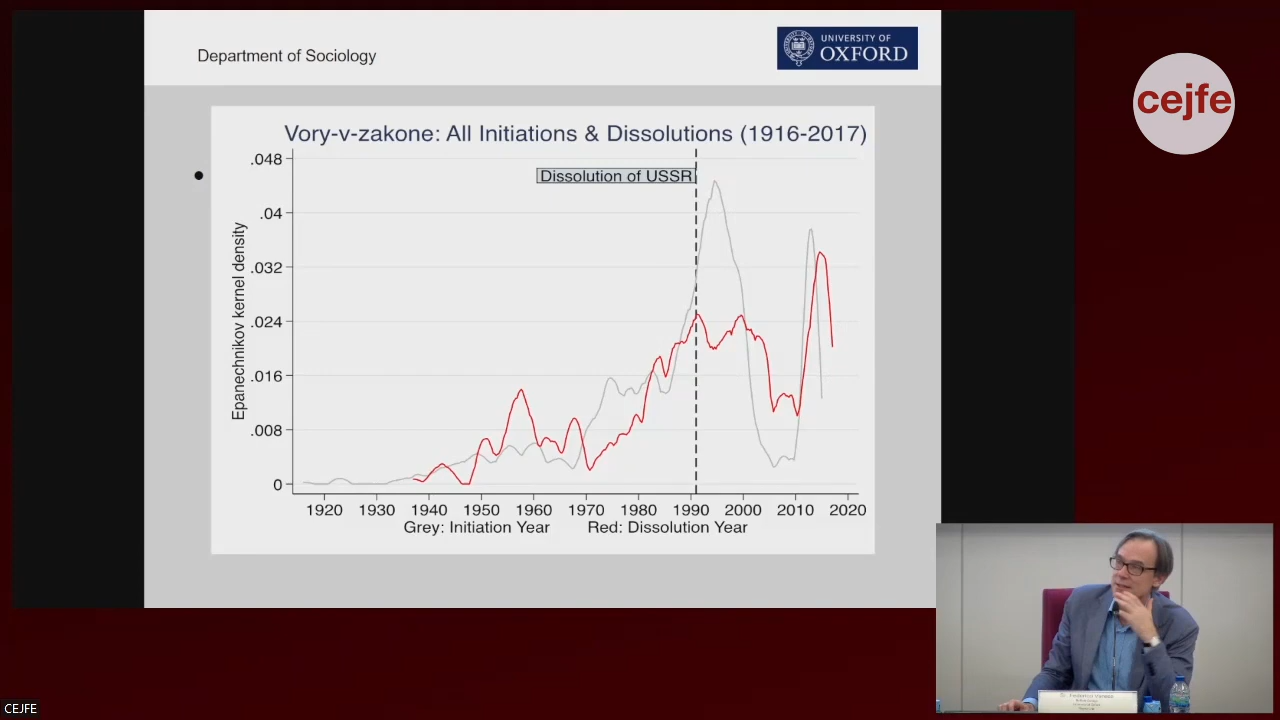 Department of Sociology
UNIVERSITY OF
OXFORD
cejfe
Vory-v-zakone: All Initiations & Dissolutions (1916-2017)
Dissolution of USSR
Epanechnikov kernel density
.048
.04
.032
.024
.016
.008
0
1920 1930 1940 1950 1960 1970 1980 1990 2000 2010 2020
Grey: Initiation Year Red: Dissolution Year
CEJFE